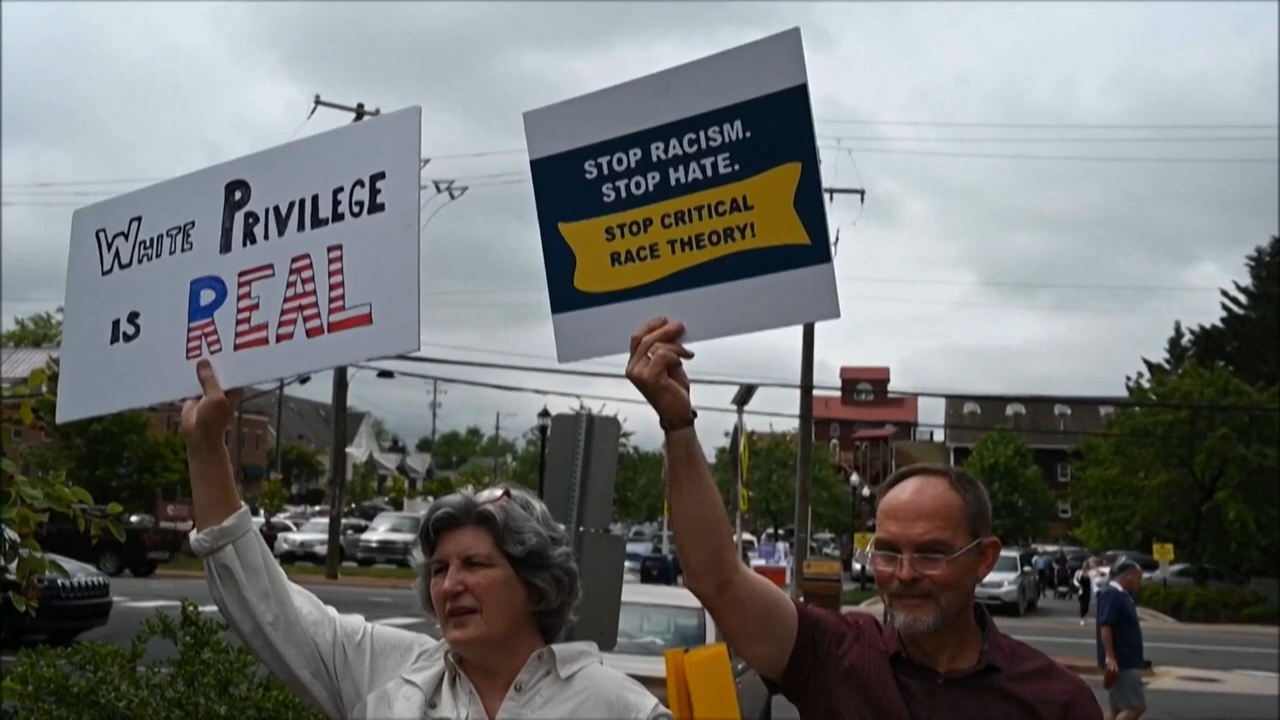 WHITE PRIVILEGE
IS REAL
STOP RACISM.
STOP HATE.
STOP CRITICAL
RACE THEORY!